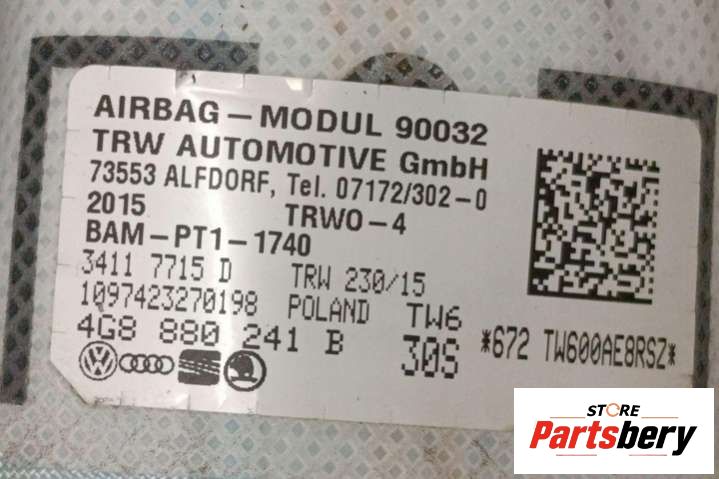 AIRBAG-MODUL 90032
TRW AUTOMOTIVE GmbH
73553 ALFDORF, Tel. 07172/302-0
2015 TRWO-4
BAM-PT1-1740
3411 7715 D TRW 230/15
1097423270198 POLAND TW6
4G8 880 241 B 30S *672 TW600AE8RSZ*
STORE
Partsbery